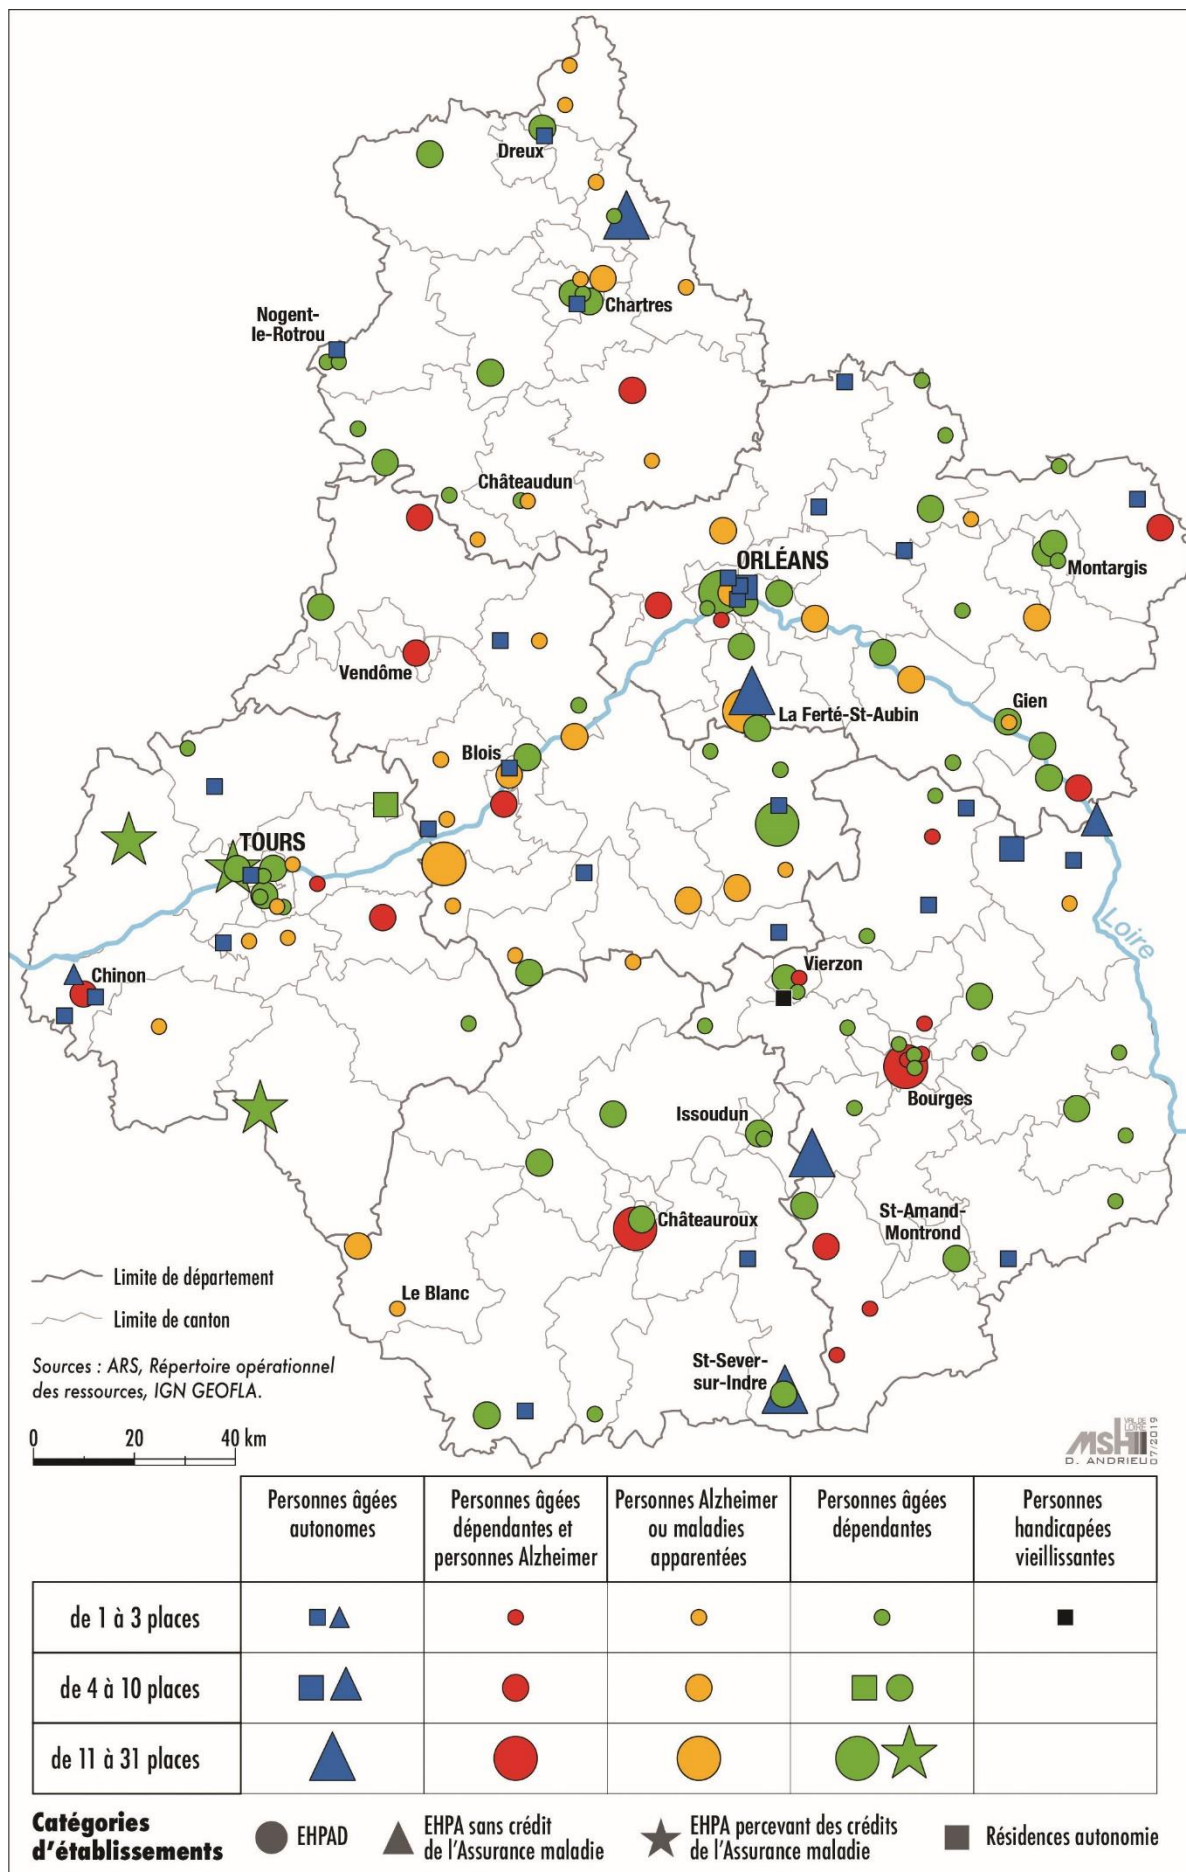 Dreux
Chartres
Nogent-
le-Rotrou
Châteaudun
ORLÉANS
Montargis
Vendôme
La Ferté-St-Aubin
Gien
Blois
TOURS
Loire
Chinon
Vierzon
Bourges
Issoudun
Châteauroux
St-Amand-
Montrond
Le Blanc
St-Sever-
sur-Indre
Limite de département
Limite de canton
Sources : ARS, Répertoire opérationnel
des ressources, IGN GEOFLA.
0 20 40 km
MSH VAL DE LOIRE
D. ANDRIEU 07/2019
Personnes âgées
autonomes
Personnes âgées
dépendantes et
personnes Alzheimer
Personnes Alzheimer
ou maladies
apparentées
Personnes âgées
dépendantes
Personnes
handicapées
vieillissantes
de 1 à 3 places
de 4 à 10 places
de 11 à 31 places
Catégories
d'établissements
EHPAD
EHPA sans crédit
de l'Assurance maladie
EHPA percevant des crédits
de l'Assurance maladie
Résidences autonomie